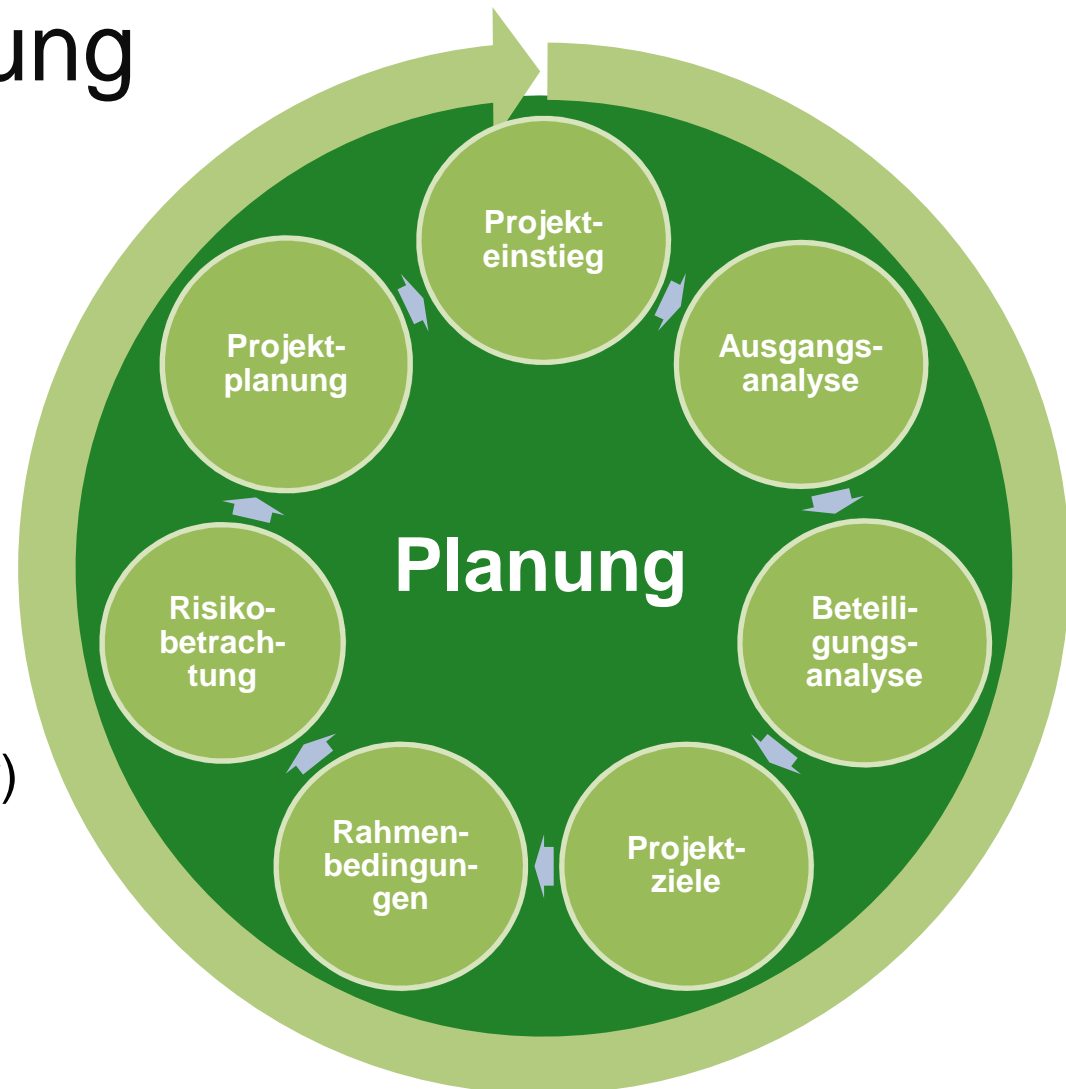 ung
Projekt-
einstieg
Ausgangs-
analyse
Beteili-
gungs-
analyse
Projekt-
ziele
Rahmen-
bedingun-
gen
Risiko-
betrach-
tung
Projekt-
planung
Planung
)